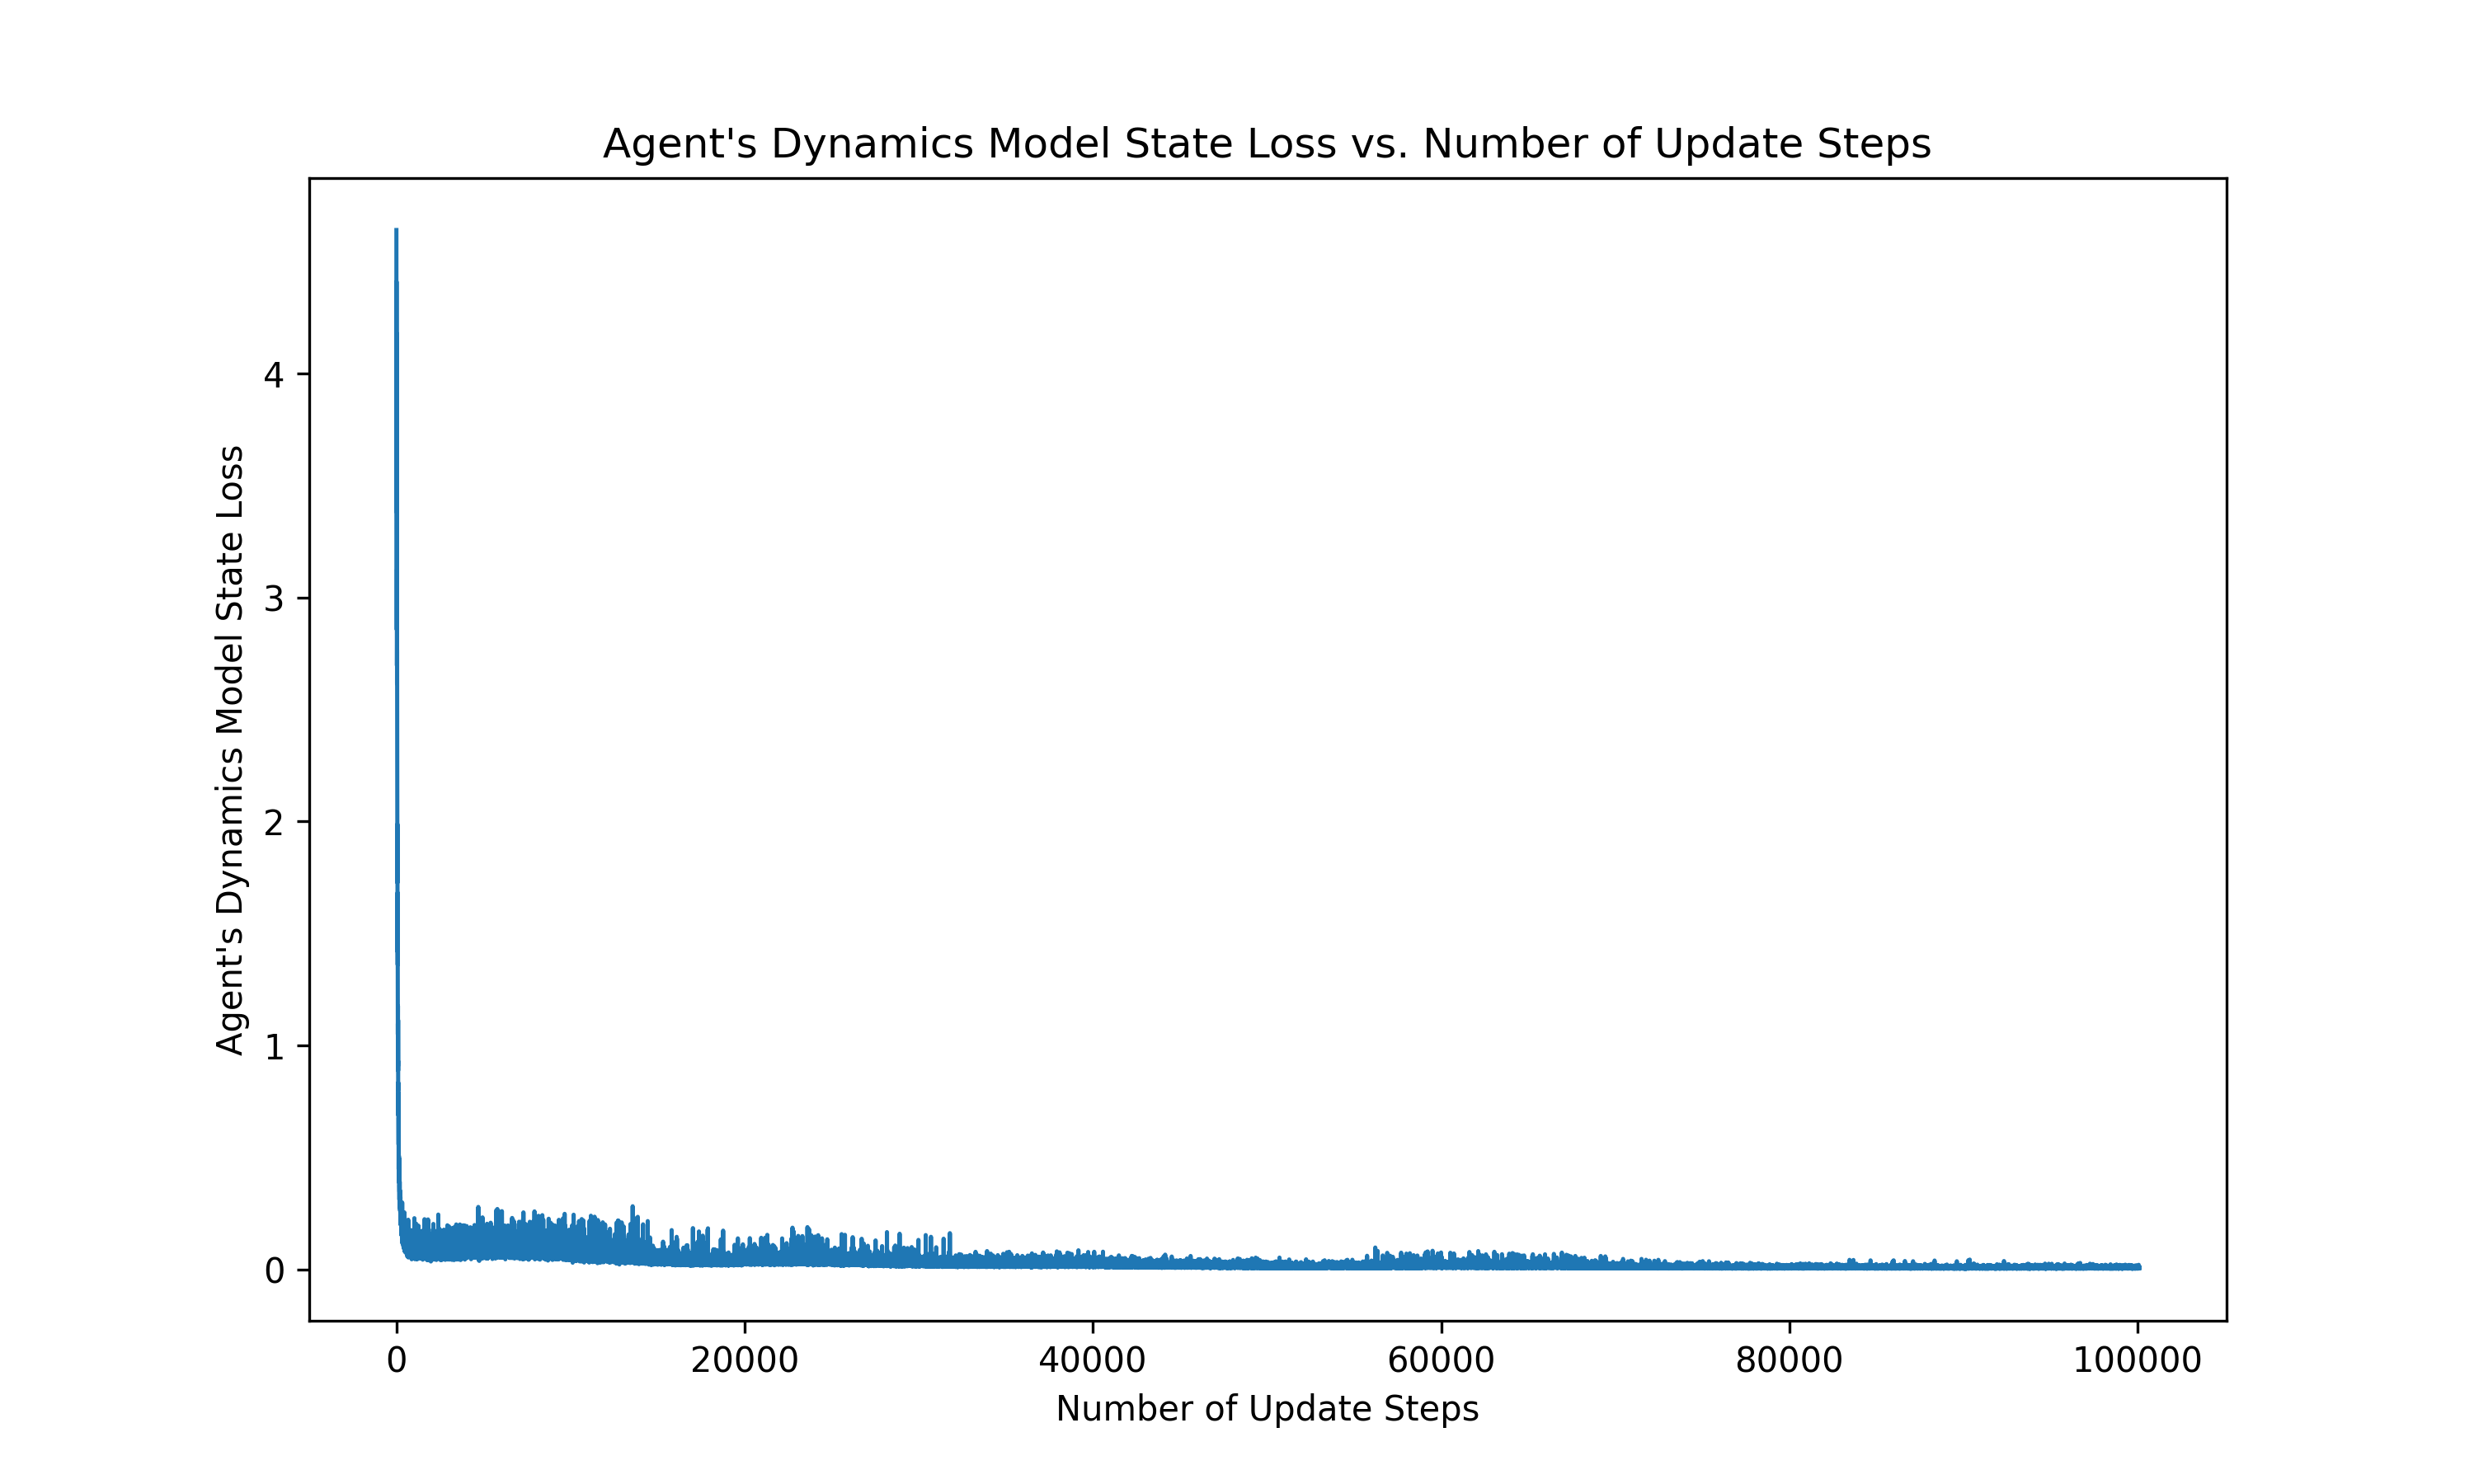 Agent's Dynamics Model State Loss vs. Number of Update Steps
Agent's Dynamics Model State Loss
4
3
2
1
0
0 20000 40000 60000 80000 100000
Number of Update Steps